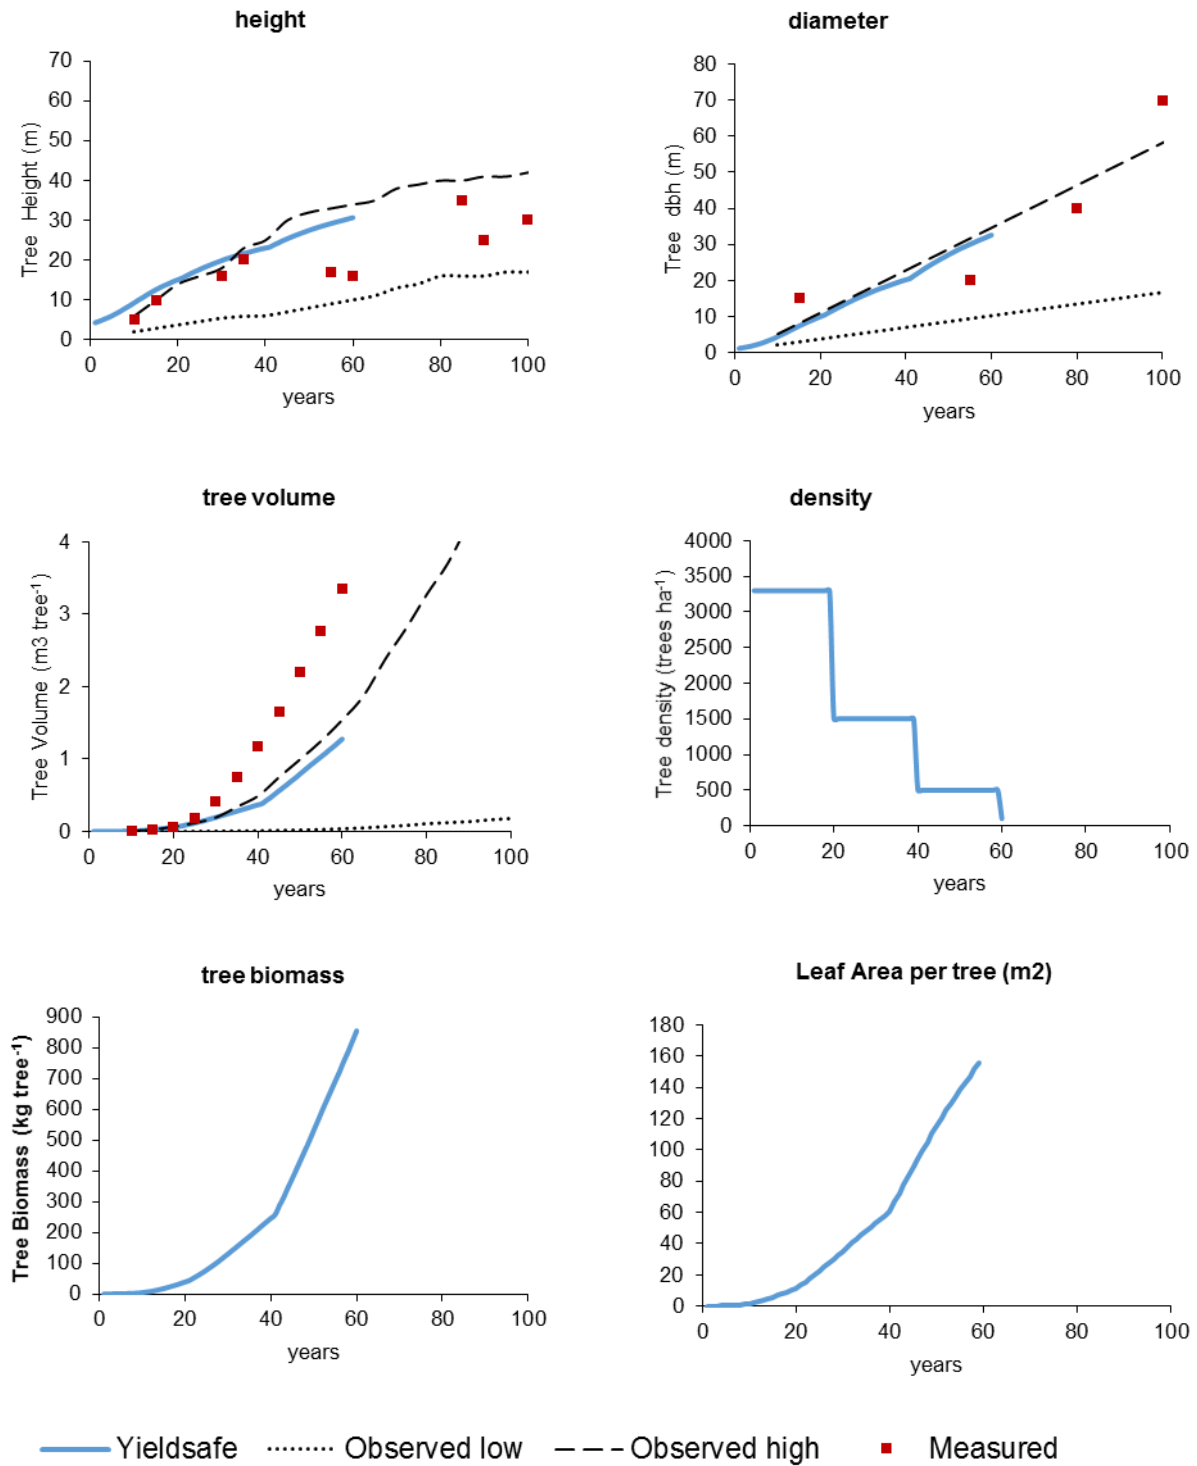 height
70
60
50
40
30
20
10
0
Tree Height (m)
0 20 40 60 80 100
years
diameter
80
70
60
50
40
30
20
10
0
Tree dbh (m)
0 20 40 60 80 100
years
tree volume
4
3
2
1
0
Tree Volume (m3 tree⁻¹)
0 20 40 60 80 100
years
density
4000
3500
3000
2500
2000
1500
1000
500
0
Tree density (trees ha⁻¹)
0 20 40 60 80 100
years
tree biomass
900
800
700
600
500
400
300
200
100
0
Tree Biomass (kg tree⁻¹)
0 20 40 60 80 100
years
Leaf Area per tree (m2)
180
160
140
120
100
80
60
40
20
0
0 20 40 60 80 100
years
Yieldsafe Observed low Observed high Measured